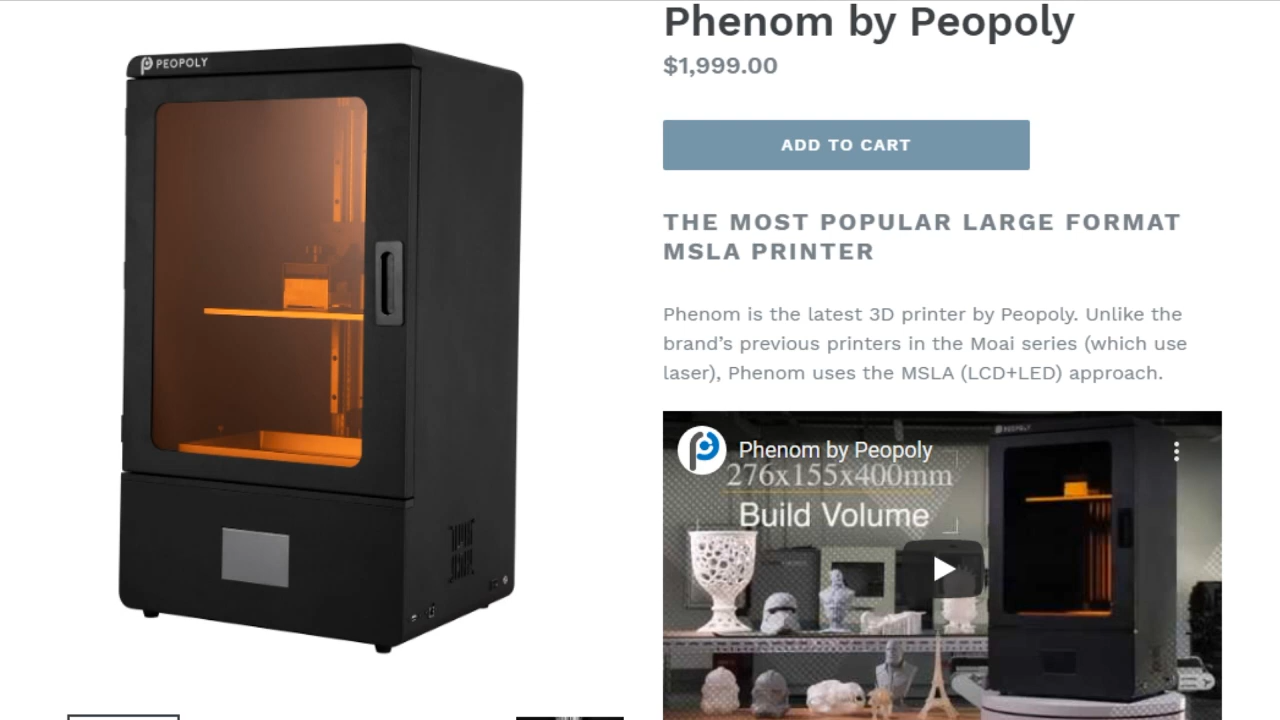 PEOPOLY
Phenom by Peopoly
$1,999.00
ADD TO CART
THE MOST POPULAR LARGE FORMAT
MSLA PRINTER
Phenom is the latest 3D printer by Peopoly. Unlike the
brand’s previous printers in the Moai series (which use
laser), Phenom uses the MSLA (LCD+LED) approach.
Phenom by Peopoly
276x155x400mm
Build Volume
PEOPOLY